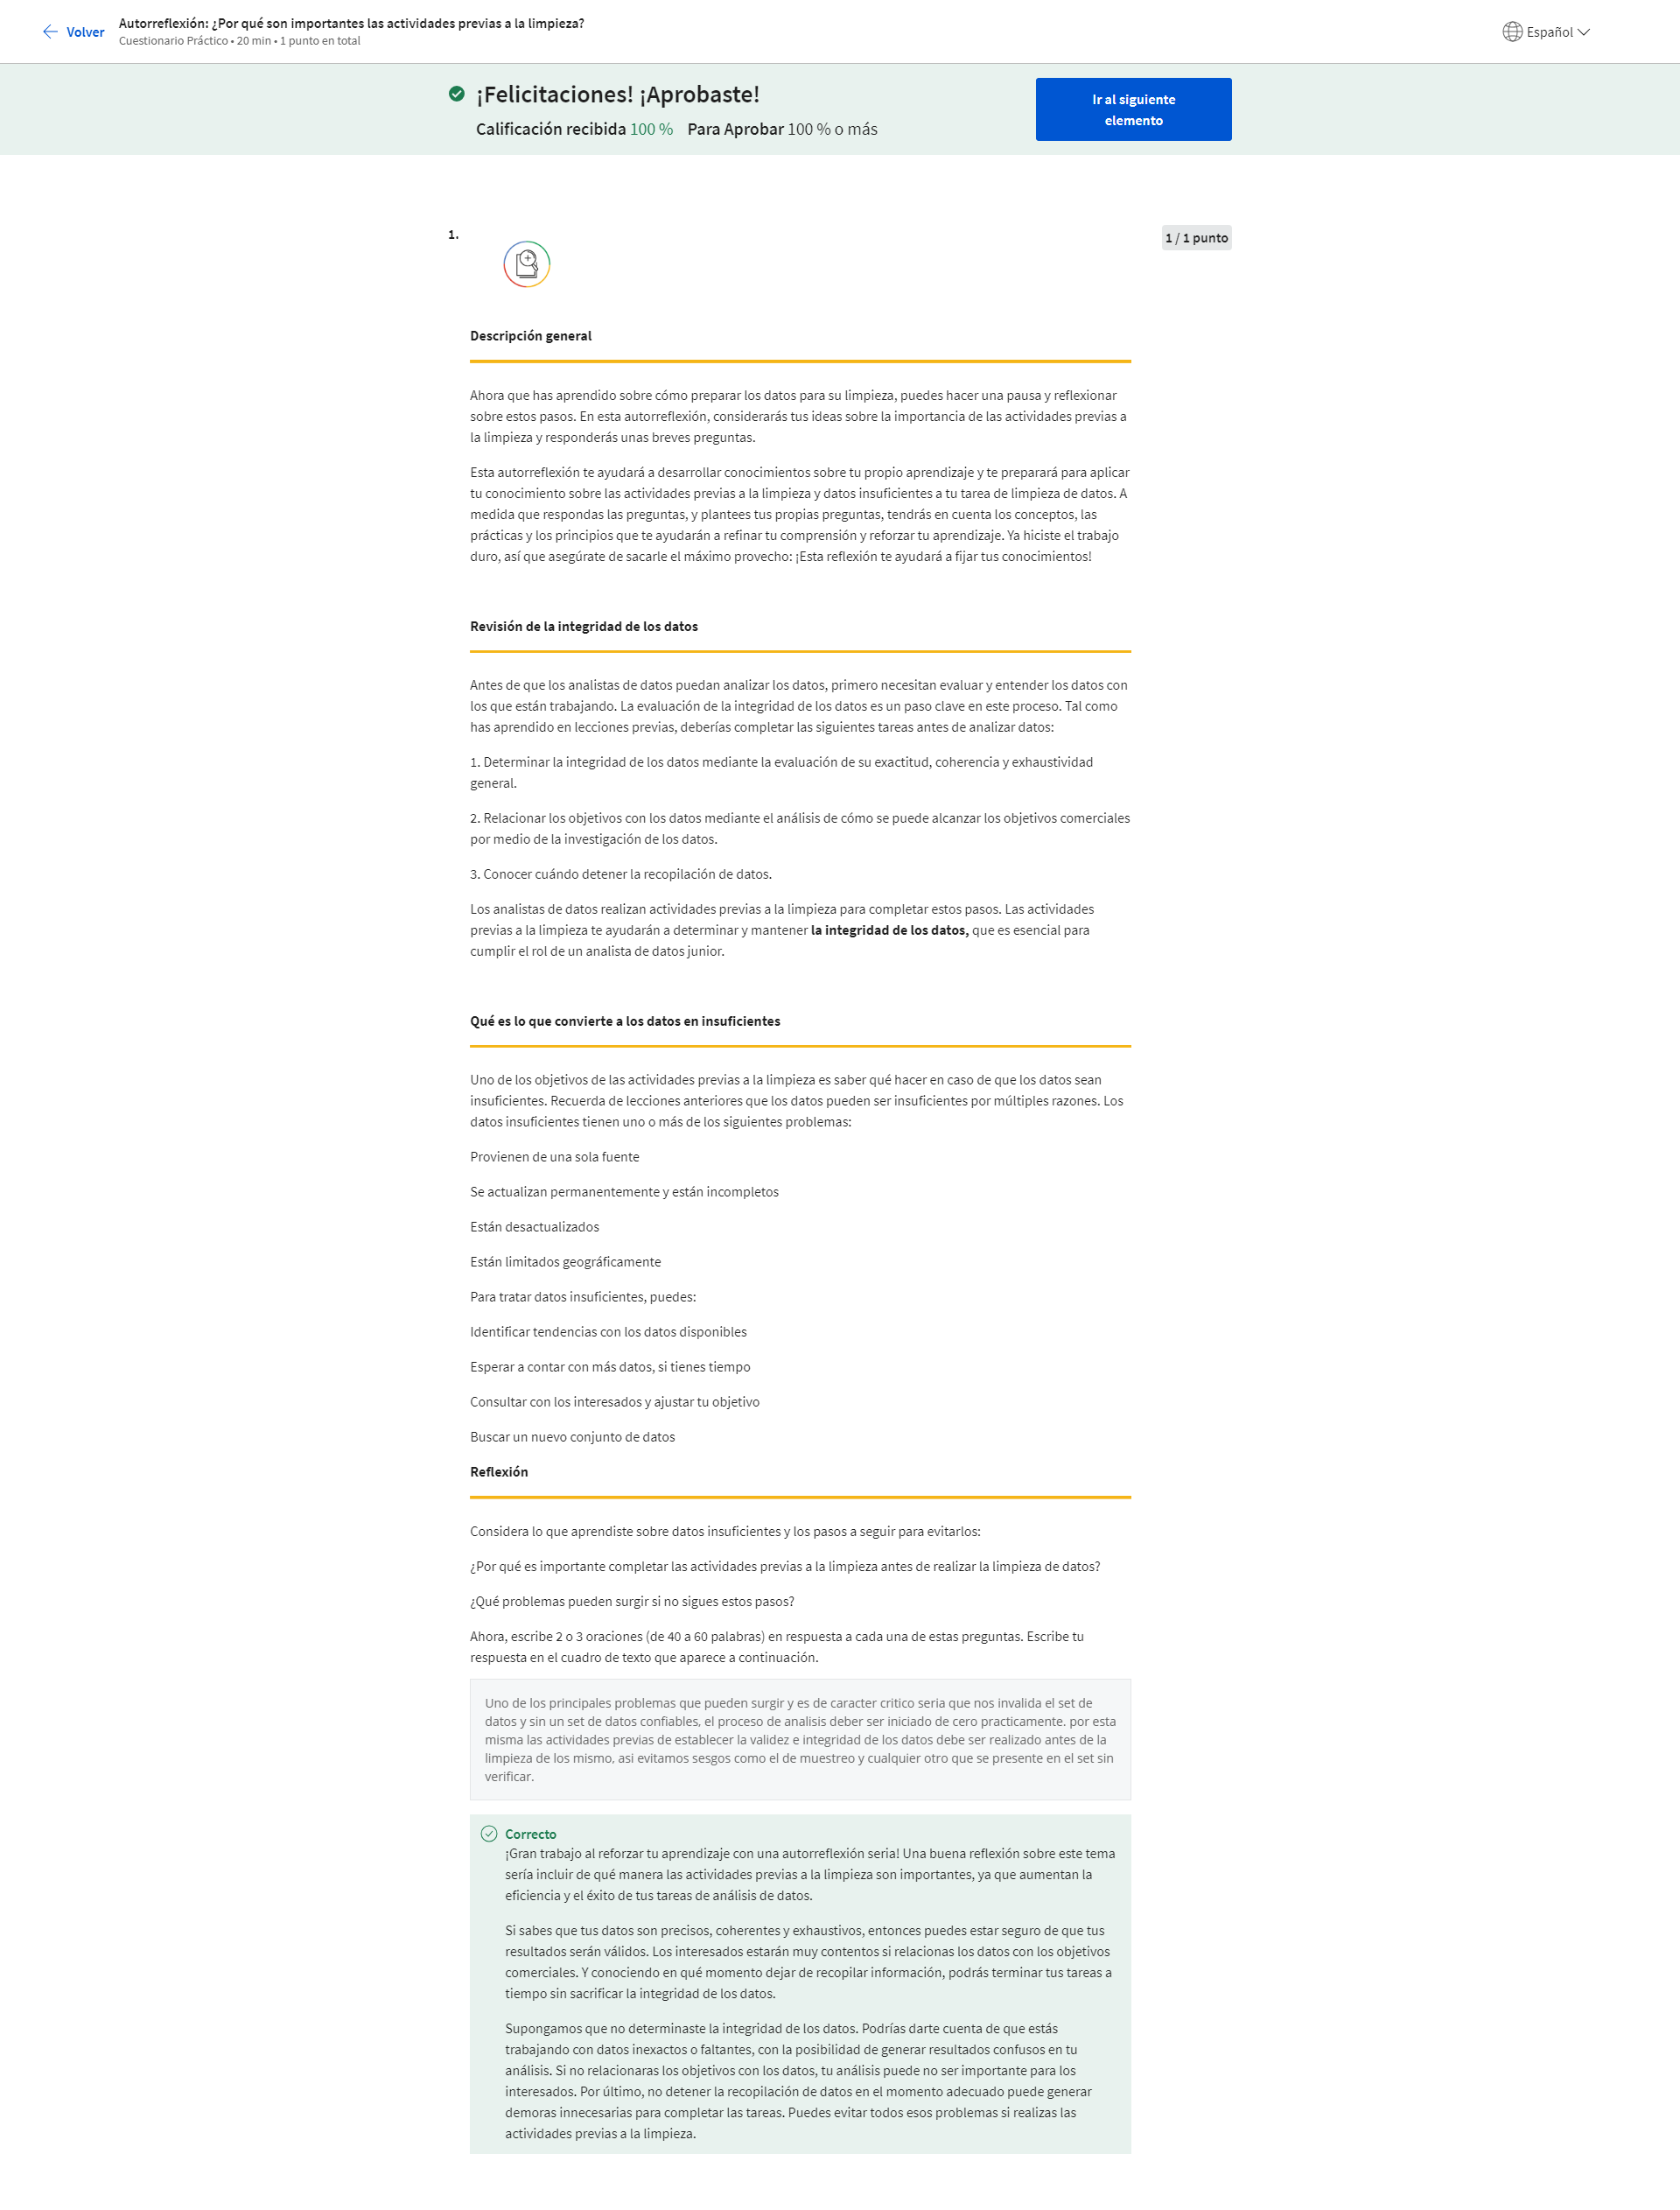 Volver
Autorreflexión: ¿Por qué son importantes las actividades previas a la limpieza?
Cuestionario Práctico • 20 min • 1 punto en total
Español
¡Felicitaciones! ¡Aprobaste!
Calificación recibida 100 % Para Aprobar 100 % o más
Ir al siguiente
elemento
1.
1 / 1 punto
Descripción general
Ahora que has aprendido sobre cómo preparar los datos para su limpieza, puedes hacer una pausa y reflexionar
sobre estos pasos. En esta autorreflexión, considerarás tus ideas sobre la importancia de las actividades previas a
la limpieza y responderás unas breves preguntas.
Esta autorreflexión te ayudará a desarrollar conocimientos sobre tu propio aprendizaje y te preparará para aplicar
tu conocimiento sobre las actividades previas a la limpieza y datos insuficientes a tu tarea de limpieza de datos. A
medida que respondas las preguntas, y plantees tus propias preguntas, tendrás en cuenta los conceptos, las
prácticas y los principios que te ayudarán a refinar tu comprensión y reforzar tu aprendizaje. Ya hiciste el trabajo
duro, así que asegúrate de sacarle el máximo provecho: ¡Esta reflexión te ayudará a fijar tus conocimientos!
Revisión de la integridad de los datos
Antes de que los analistas de datos puedan analizar los datos, primero necesitan evaluar y entender los datos con
los que están trabajando. La evaluación de la integridad de los datos es un paso clave en este proceso. Tal como
has aprendido en lecciones previas, deberías completar las siguientes tareas antes de analizar datos:
1. Determinar la integridad de los datos mediante la evaluación de su exactitud, coherencia y exhaustividad
general.
2. Relacionar los objetivos con los datos mediante el análisis de cómo se puede alcanzar los objetivos comerciales
por medio de la investigación de los datos.
3. Conocer cuándo detener la recopilación de datos.
Los analistas de datos realizan actividades previas a la limpieza para completar estos pasos. Las actividades
previas a la limpieza te ayudarán a determinar y mantener la integridad de los datos, que es esencial para
cumplir el rol de un analista de datos junior.
Qué es lo que convierte a los datos en insuficientes
Uno de los objetivos de las actividades previas a la limpieza es saber qué hacer en caso de que los datos sean
insuficientes. Recuerda de lecciones anteriores que los datos pueden ser insuficientes por múltiples razones. Los
datos insuficientes tienen uno o más de los siguientes problemas:
Provienen de una sola fuente
Se actualizan permanentemente y están incompletos
Están desactualizados
Están limitados geográficamente
Para tratar datos insuficientes, puedes:
Identificar tendencias con los datos disponibles
Esperar a contar con más datos, si tienes tiempo
Consultar con los interesados y ajustar tu objetivo
Buscar un nuevo conjunto de datos
Reflexión
Considera lo que aprendiste sobre datos insuficientes y los pasos a seguir para evitarlos:
¿Por qué es importante completar las actividades previas a la limpieza antes de realizar la limpieza de datos?
¿Qué problemas pueden surgir si no sigues estos pasos?
Ahora, escribe 2 o 3 oraciones (de 40 a 60 palabras) en respuesta a cada una de estas preguntas. Escribe tu
respuesta en el cuadro de texto que aparece a continuación.
Uno de los principales problemas que pueden surgir y es de caracter critico seria que nos invalida el set de
datos y sin un set de datos confiables, el proceso de analisis deber ser iniciado de cero practicamente. por esta
misma las actividades previas de establecer la validez e integridad de los datos debe ser realizado antes de la
limpieza de los mismo, asi evitamos sesgos como el de muestreo y cualquier otro que se presente en el set sin
verificar.
Correcto
¡Gran trabajo al reforzar tu aprendizaje con una autorreflexión seria! Una buena reflexión sobre este tema
sería incluir de qué manera las actividades previas a la limpieza son importantes, ya que aumentan la
eficiencia y el éxito de tus tareas de análisis de datos.
Si sabes que tus datos son precisos, coherentes y exhaustivos, entonces puedes estar seguro de que tus
resultados serán válidos. Los interesados estarán muy contentos si relacionas los datos con los objetivos
comerciales. Y conociendo en qué momento dejar de recopilar información, podrás terminar tus tareas a
tiempo sin sacrificar la integridad de los datos.
Supongamos que no determinaste la integridad de los datos. Podrías darte cuenta de que estás
trabajando con datos inexactos o faltantes, con la posibilidad de generar resultados confusos en tu
análisis. Si no relacionaras los objetivos con los datos, tu análisis puede no ser importante para los
interesados. Por último, no detener la recopilación de datos en el momento adecuado puede generar
demoras innecesarias para completar las tareas. Puedes evitar todos esos problemas si realizas las
actividades previas a la limpieza.